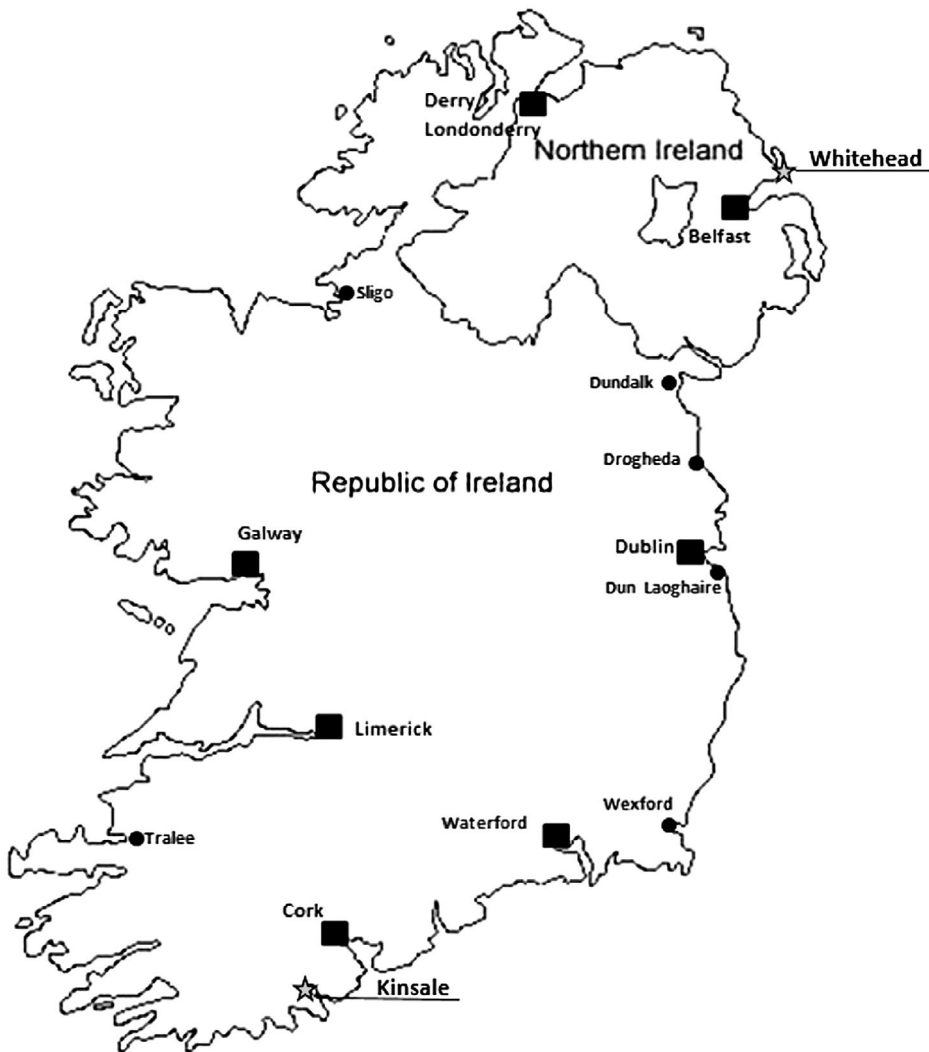 Derry
Londonderry
Northern Ireland
Whitehead
Belfast
Sligo
Dundalk
Drogheda
Republic of Ireland
Galway
Dublin
Dun Laoghaire
Limerick
Wexford
Waterford
Tralee
Cork
Kinsale